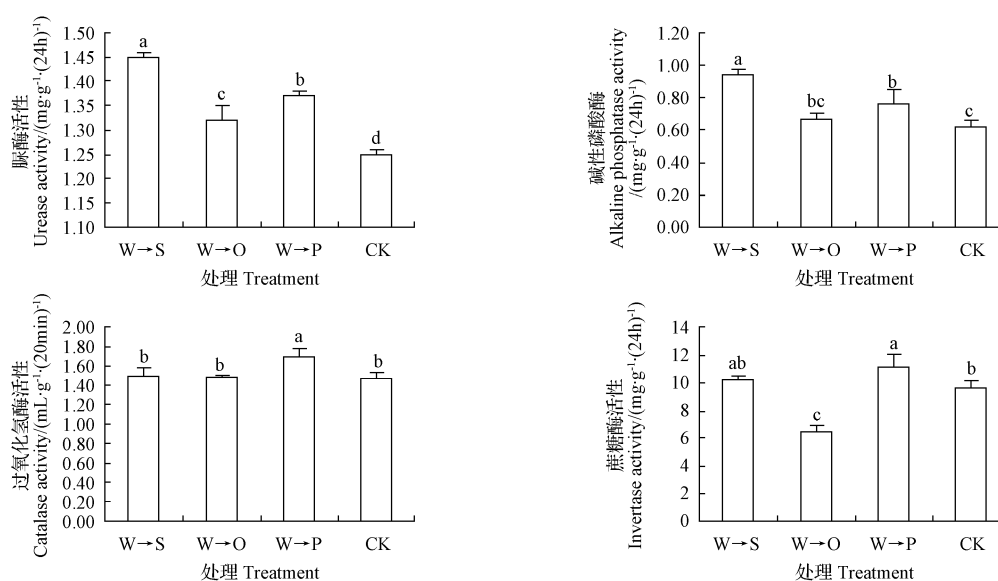 脲酶活性
Urease activity/(mg·g⁻¹·(24h)⁻¹)
1.50
1.45
1.40
1.35
1.30
1.25
1.20
1.15
1.10
a
c
b
d
W→S W→O W→P CK
处理 Treatment
碱性磷酸酶
Alkaline phosphatase activity
/(mg·g⁻¹·(24h)⁻¹)
1.20
1.00
0.80
0.60
0.40
0.20
0.00
a
bc
b
c
W→S W→O W→P CK
处理 Treatment
过氧化氢酶活性
Catalase activity/(mL·g⁻¹·(20min)⁻¹)
2.00
1.80
1.60
1.40
1.20
1.00
0.80
0.60
0.40
0.20
0.00
b
b
a
b
W→S W→O W→P CK
处理 Treatment
蔗糖酶活性
Invertase activity/(mg·g⁻¹·(24h)⁻¹)
14
12
10
8
6
4
2
0
ab
c
a
b
W→S W→O W→P CK
处理 Treatment